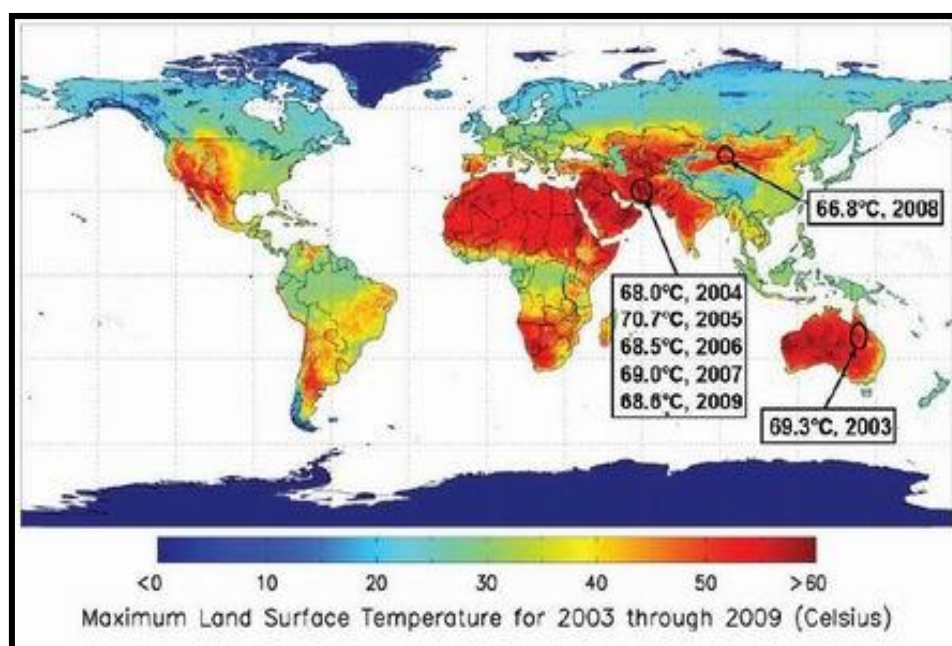 66.8°C, 2008
68.0°C, 2004
70.7°C, 2005
68.5°C, 2006
69.0°C, 2007
68.6°C, 2009
69.3°C, 2003
<0 10 20 30 40 50 >60
Maximum Land Surface Temperature for 2003 through 2009 (Celsius)